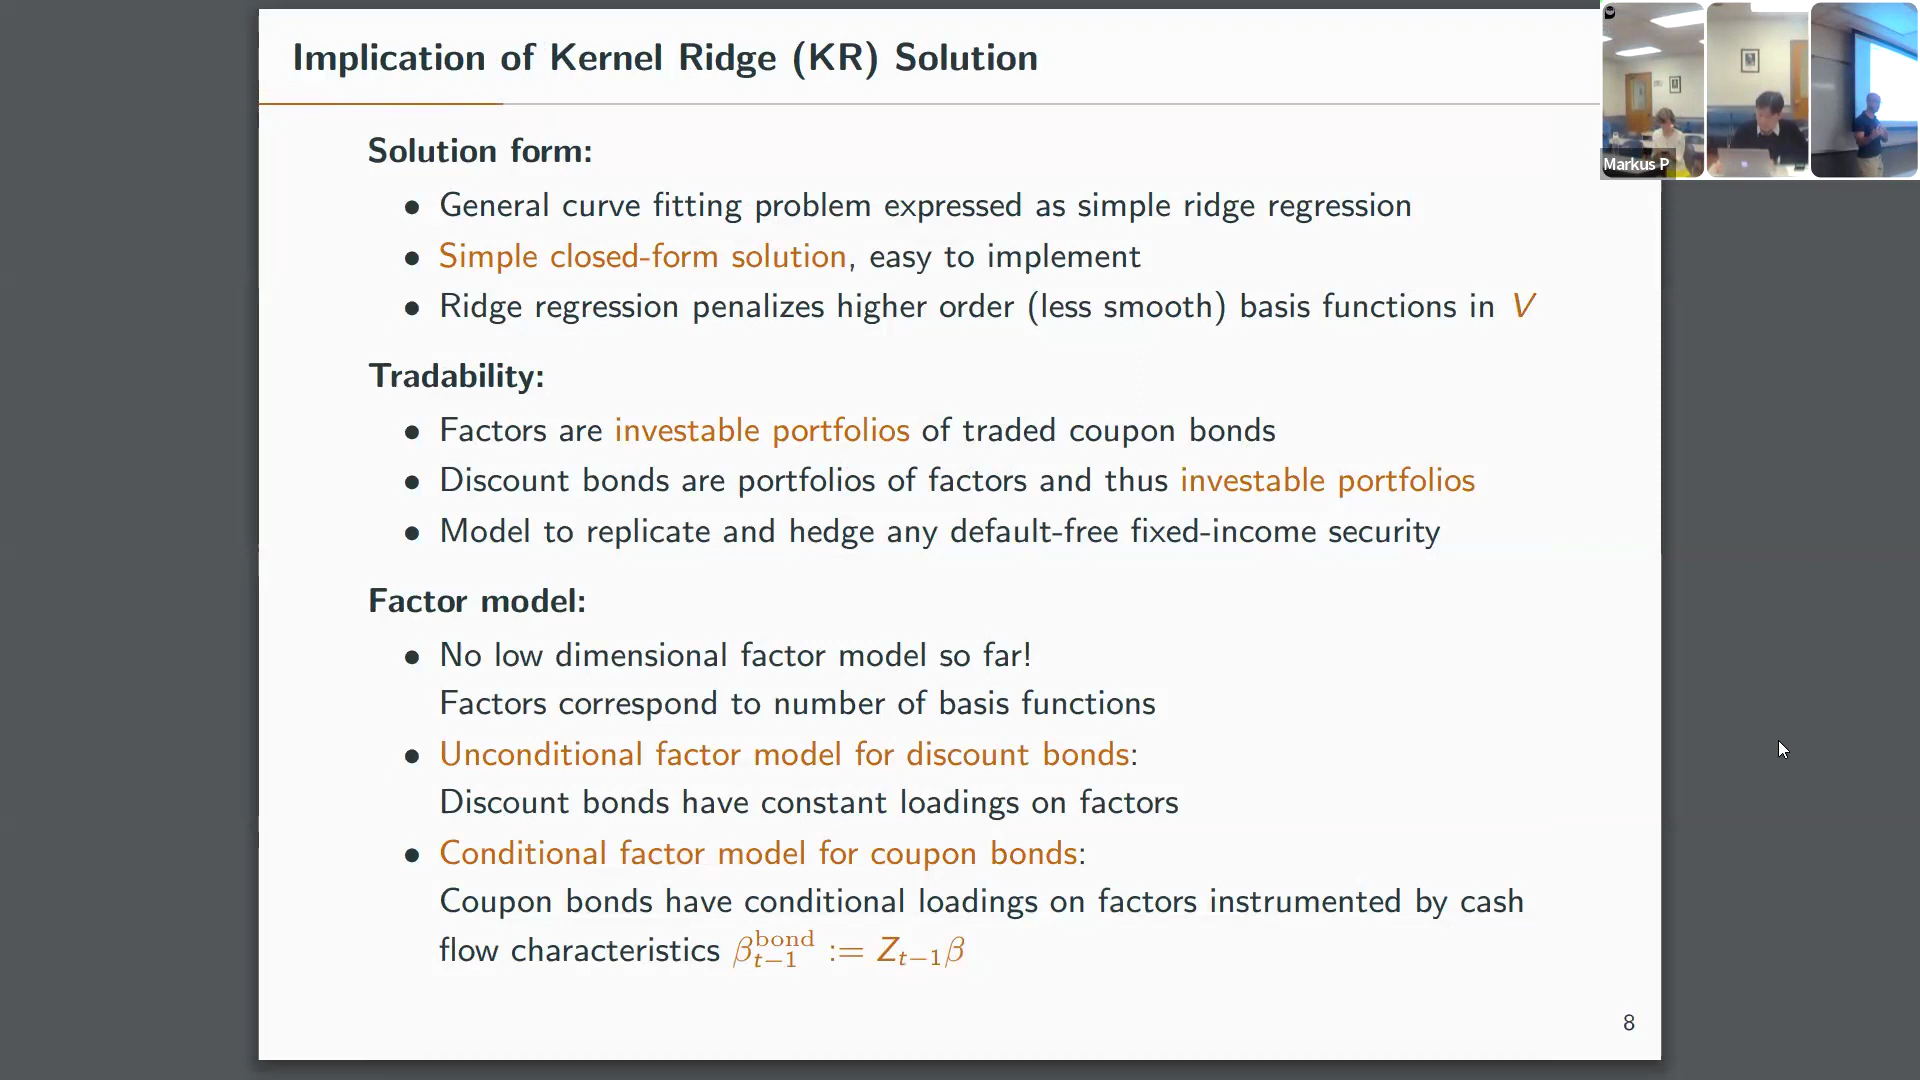 Implication of Kernel Ridge (KR) Solution
Markus P
Solution form:
• General curve fitting problem expressed as simple ridge regression
• Simple closed-form solution, easy to implement
• Ridge regression penalizes higher order (less smooth) basis functions in V
Tradability:
• Factors are investable portfolios of traded coupon bonds
• Discount bonds are portfolios of factors and thus investable portfolios
• Model to replicate and hedge any default-free fixed-income security
Factor model:
• No low dimensional factor model so far!
Factors correspond to number of basis functions
• Unconditional factor model for discount bonds:
Discount bonds have constant loadings on factors
• Conditional factor model for coupon bonds:
Coupon bonds have conditional loadings on factors instrumented by cash
flow characteristics $\beta_{t-1}^{\text{bond}} := Z_{t-1}\beta$
8